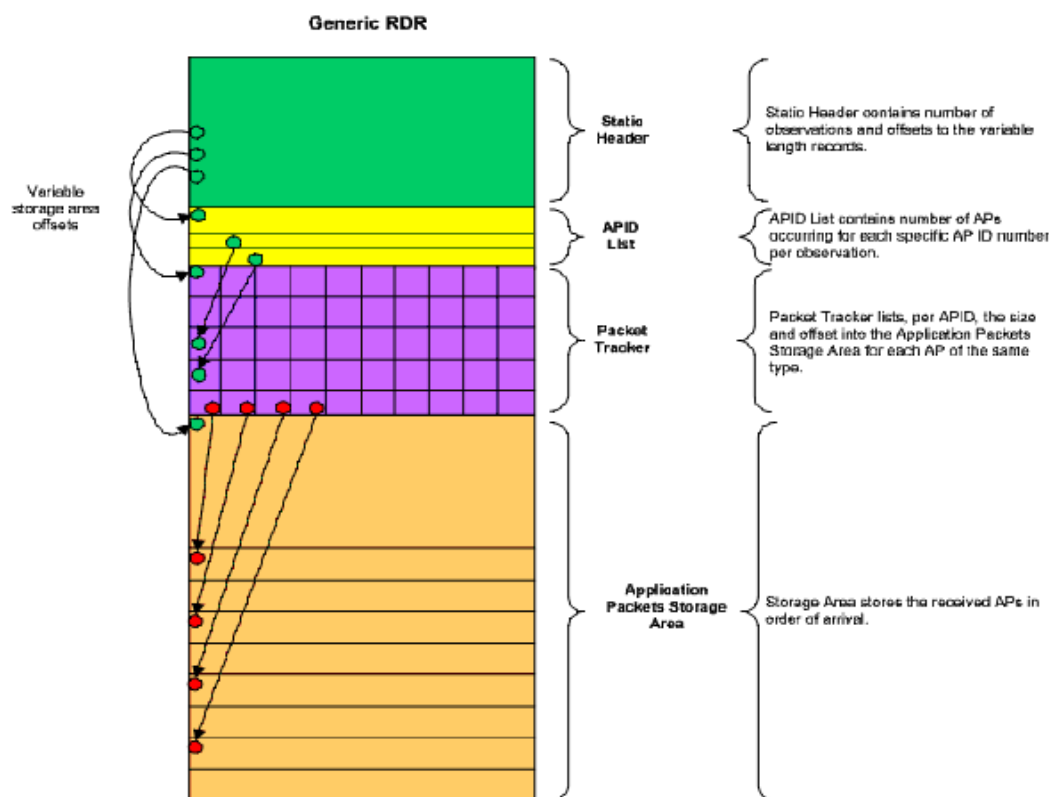 Generic RDR
Variable
storage area
offsets
Static
Header
Static Header contains number of
observations and offsets to the variable
length records.
APID
List
APID List contains number of APs
occurring for each specific AP ID number
per observation.
Packet
Tracker
Packet Tracker lists, per APID, the size
and offset into the Application Packets
Storage Area for each AP of the same
type.
Application
Packets Storage
Area
Storage Area stores the received APs in
order of arrival.